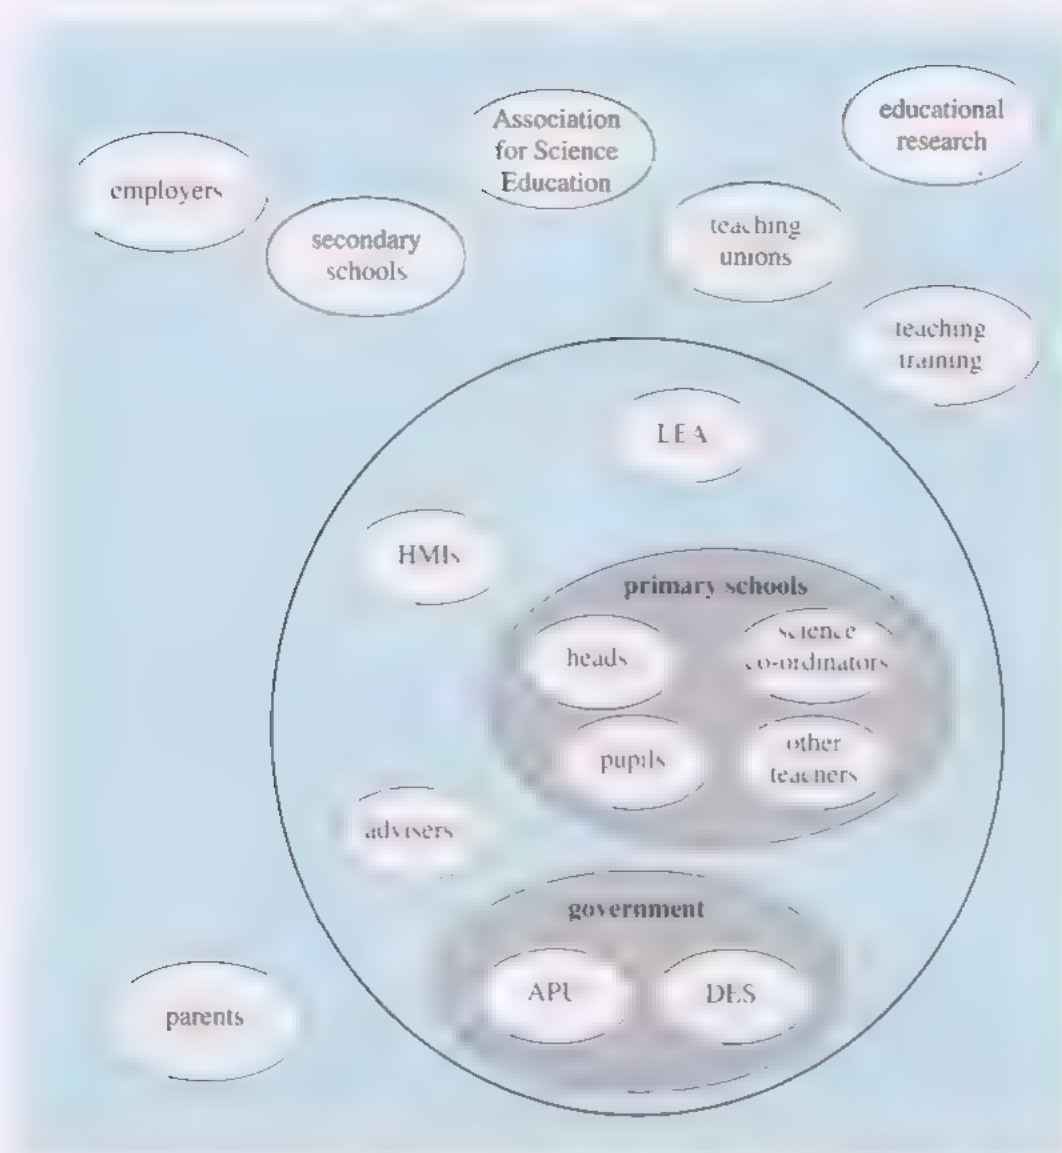 educational
research
Association
for Science
Education
employers
teaching
unions
secondary
schools
teaching
training
LEA
HMIs
primary schools
heads
science
co-ordinators
pupils
other
teachers
advisers
government
APU
DES
parents